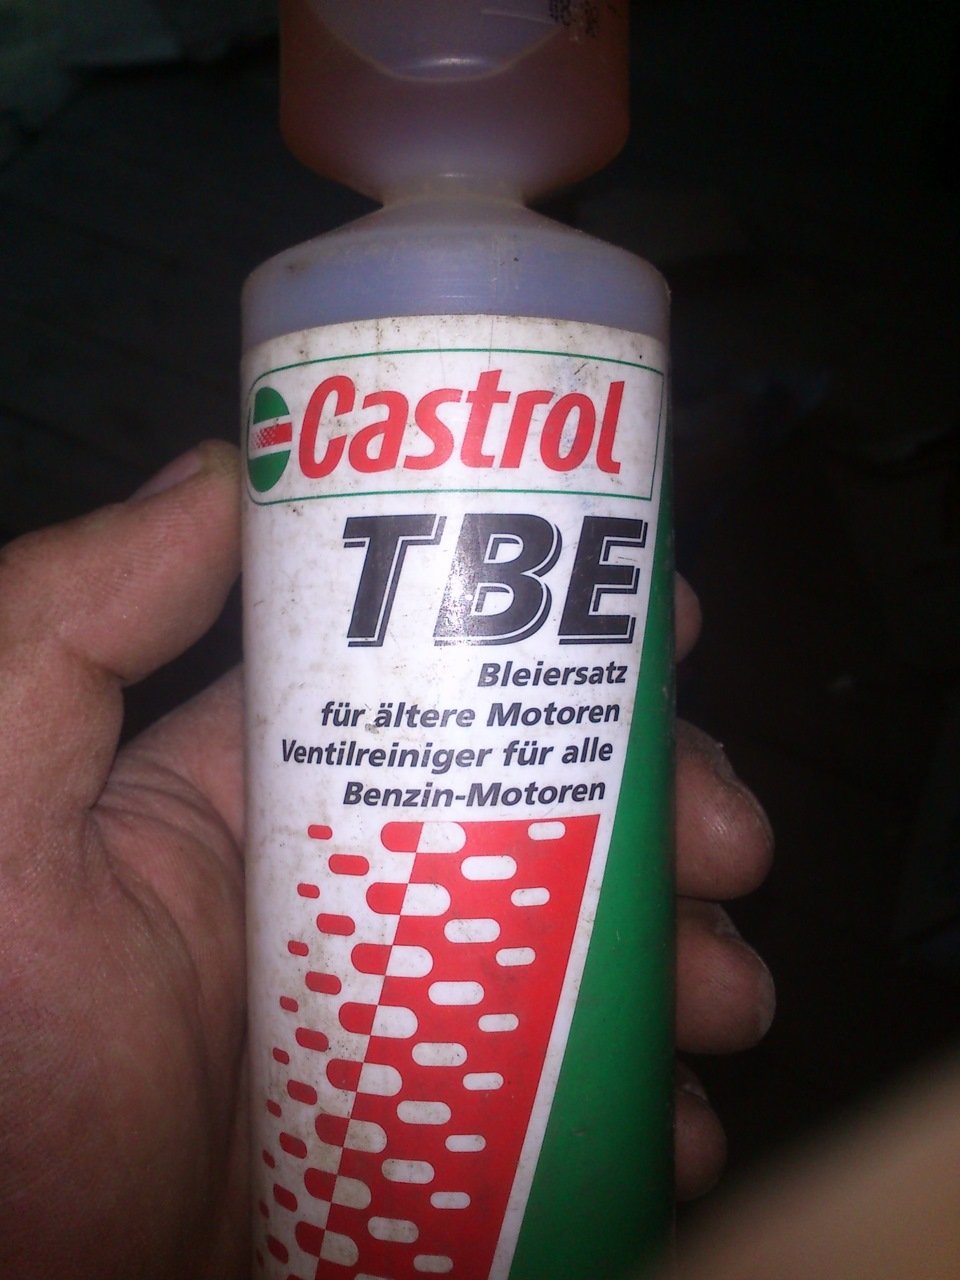 Castrol
TBE
Bleiersatz
für ältere Motoren
Ventilreiniger für alle
Benzin-Motoren